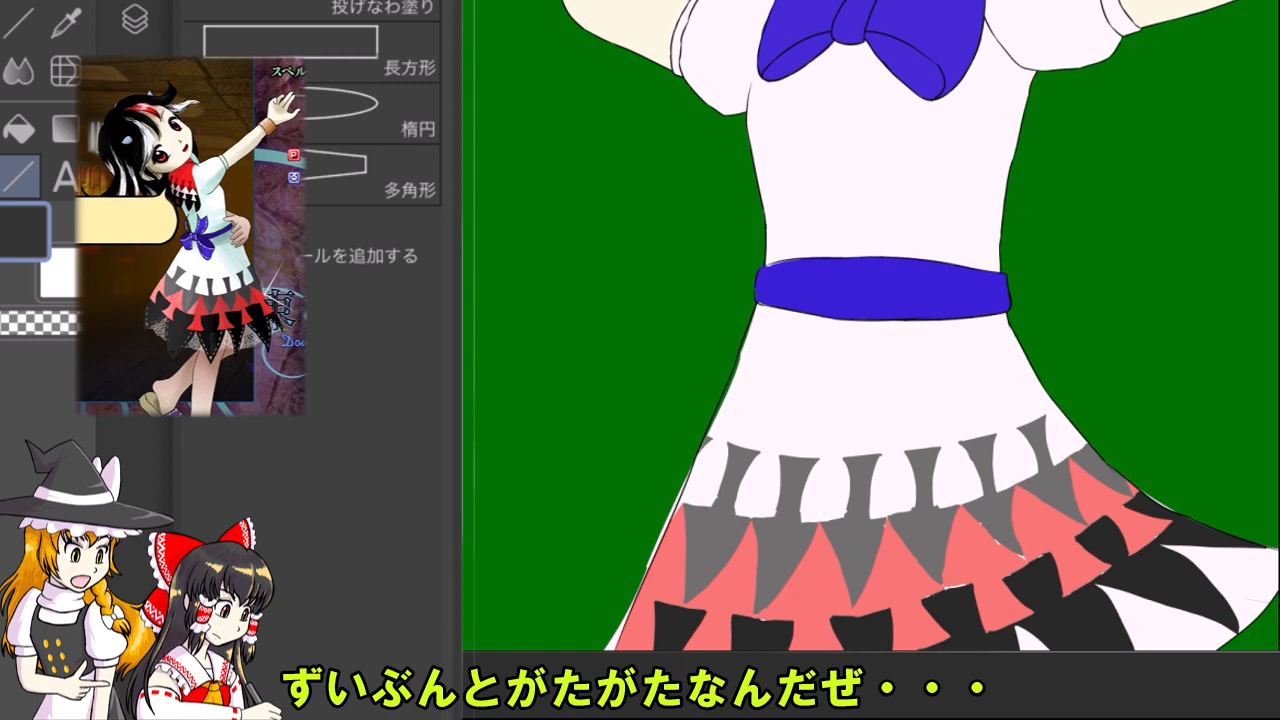 投げなわ塗り
スペル
長方形
楕円
P
多角形
A
ールを追加する
ずいぶんとがたがたなんだぜ・・・